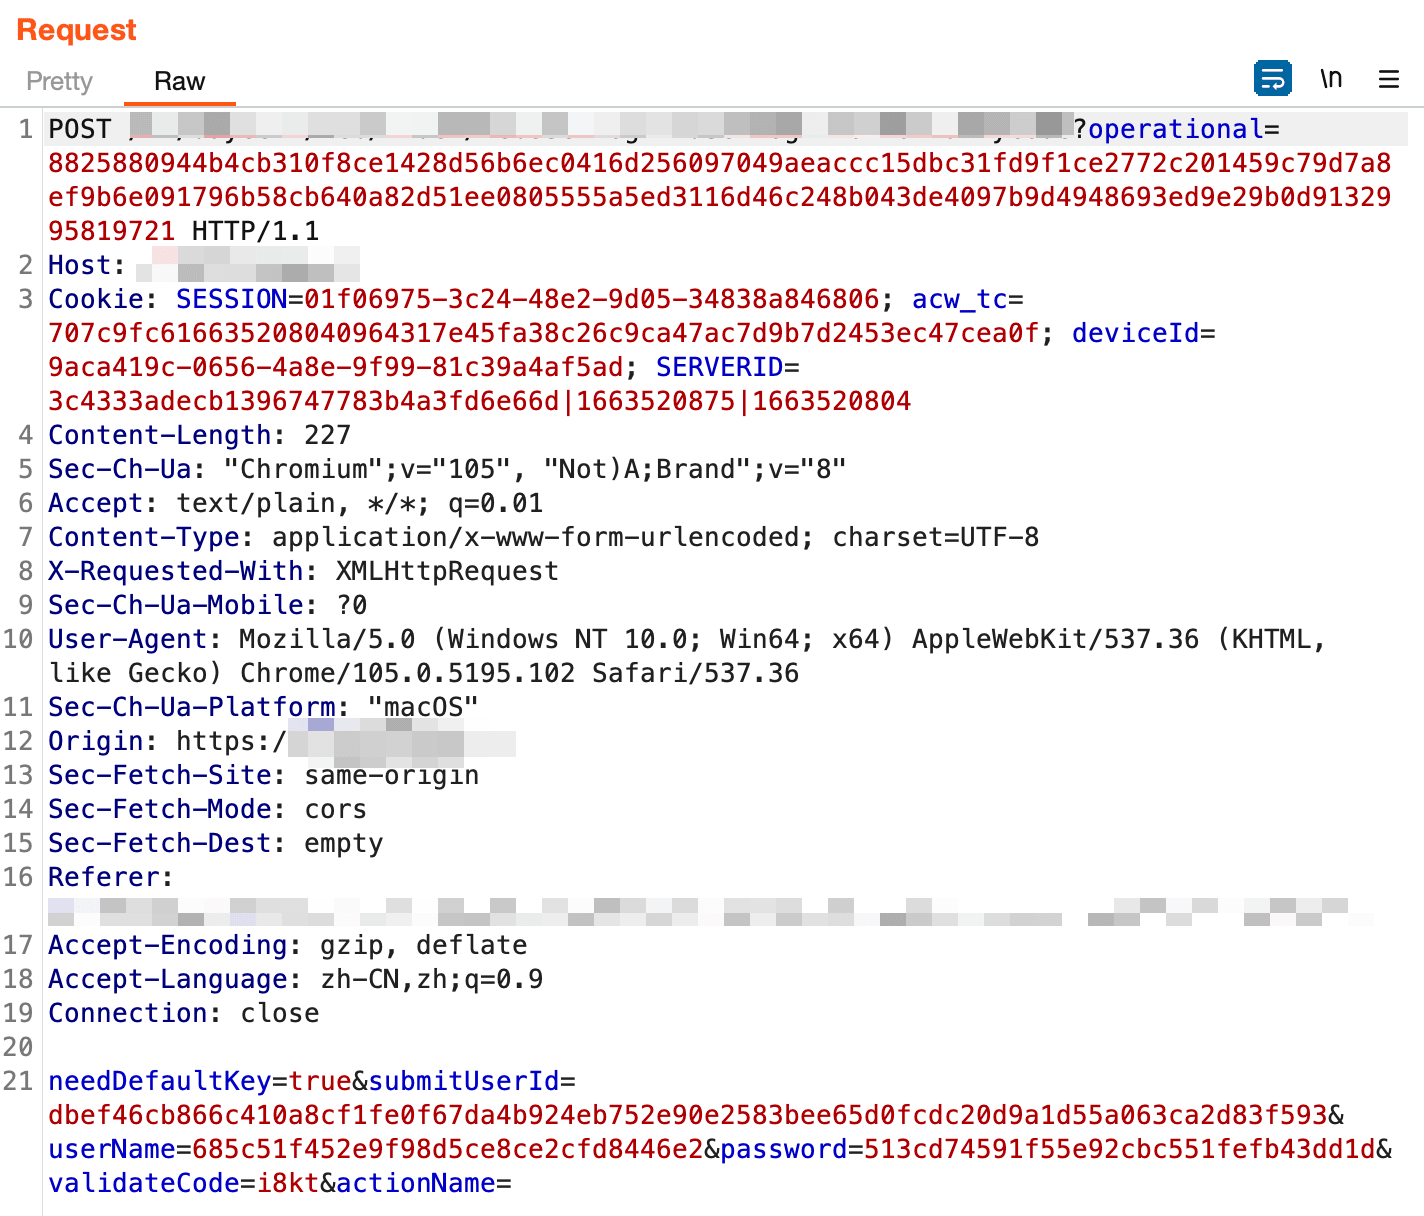 Request
Pretty Raw \n
1 POST ?operational=
8825880944b4cb310f8ce1428d56b6ec0416d256097049aeaccc15dbc31fd9f1ce2772c201459c79d7a8
ef9b6e091796b58cb640a82d51ee0805555a5ed3116d46c248b043de4097b9d4948693ed9e29b0d91329
95819721 HTTP/1.1
2 Host:
3 Cookie: SESSION=01f06975-3c24-48e2-9d05-34838a846806; acw_tc=
707c9fc616635208040964317e45fa38c26c9ca47ac7d9b7d2453ec47cea0f; deviceId=
9aca419c-0656-4a8e-9f99-81c39a4af5ad; SERVERID=
3c4333adecb1396747783b4a3fd6e66d|1663520875|1663520804
4 Content-Length: 227
5 Sec-Ch-Ua: "Chromium";v="105", "Not)A;Brand";v="8"
6 Accept: text/plain, */*; q=0.01
7 Content-Type: application/x-www-form-urlencoded; charset=UTF-8
8 X-Requested-With: XMLHttpRequest
9 Sec-Ch-Ua-Mobile: ?0
10 User-Agent: Mozilla/5.0 (Windows NT 10.0; Win64; x64) AppleWebKit/537.36 (KHTML,
like Gecko) Chrome/105.0.5195.102 Safari/537.36
11 Sec-Ch-Ua-Platform: "macOS"
12 Origin: https:/
13 Sec-Fetch-Site: same-origin
14 Sec-Fetch-Mode: cors
15 Sec-Fetch-Dest: empty
16 Referer:
17 Accept-Encoding: gzip, deflate
18 Accept-Language: zh-CN,zh;q=0.9
19 Connection: close
20
21 needDefaultKey=true&submitUserId=
dbef46cb866c410a8cf1fe0f67da4b924eb752e90e2583bee65d0fcdc20d9a1d55a063ca2d83f593&
userName=685c51f452e9f98d5ce8ce2cfd8446e2&password=513cd74591f55e92cbc551fefb43dd1d&
validateCode=i8kt&actionName=